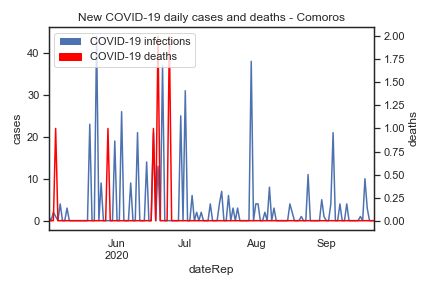 New COVID-19 daily cases and deaths - Comoros
COVID-19 infections
COVID-19 deaths
cases
40
30
20
10
0
2.00
1.75
1.50
1.25
1.00
0.75
0.50
0.25
0.00
deaths
Jun Jul Aug Sep
2020
dateRep